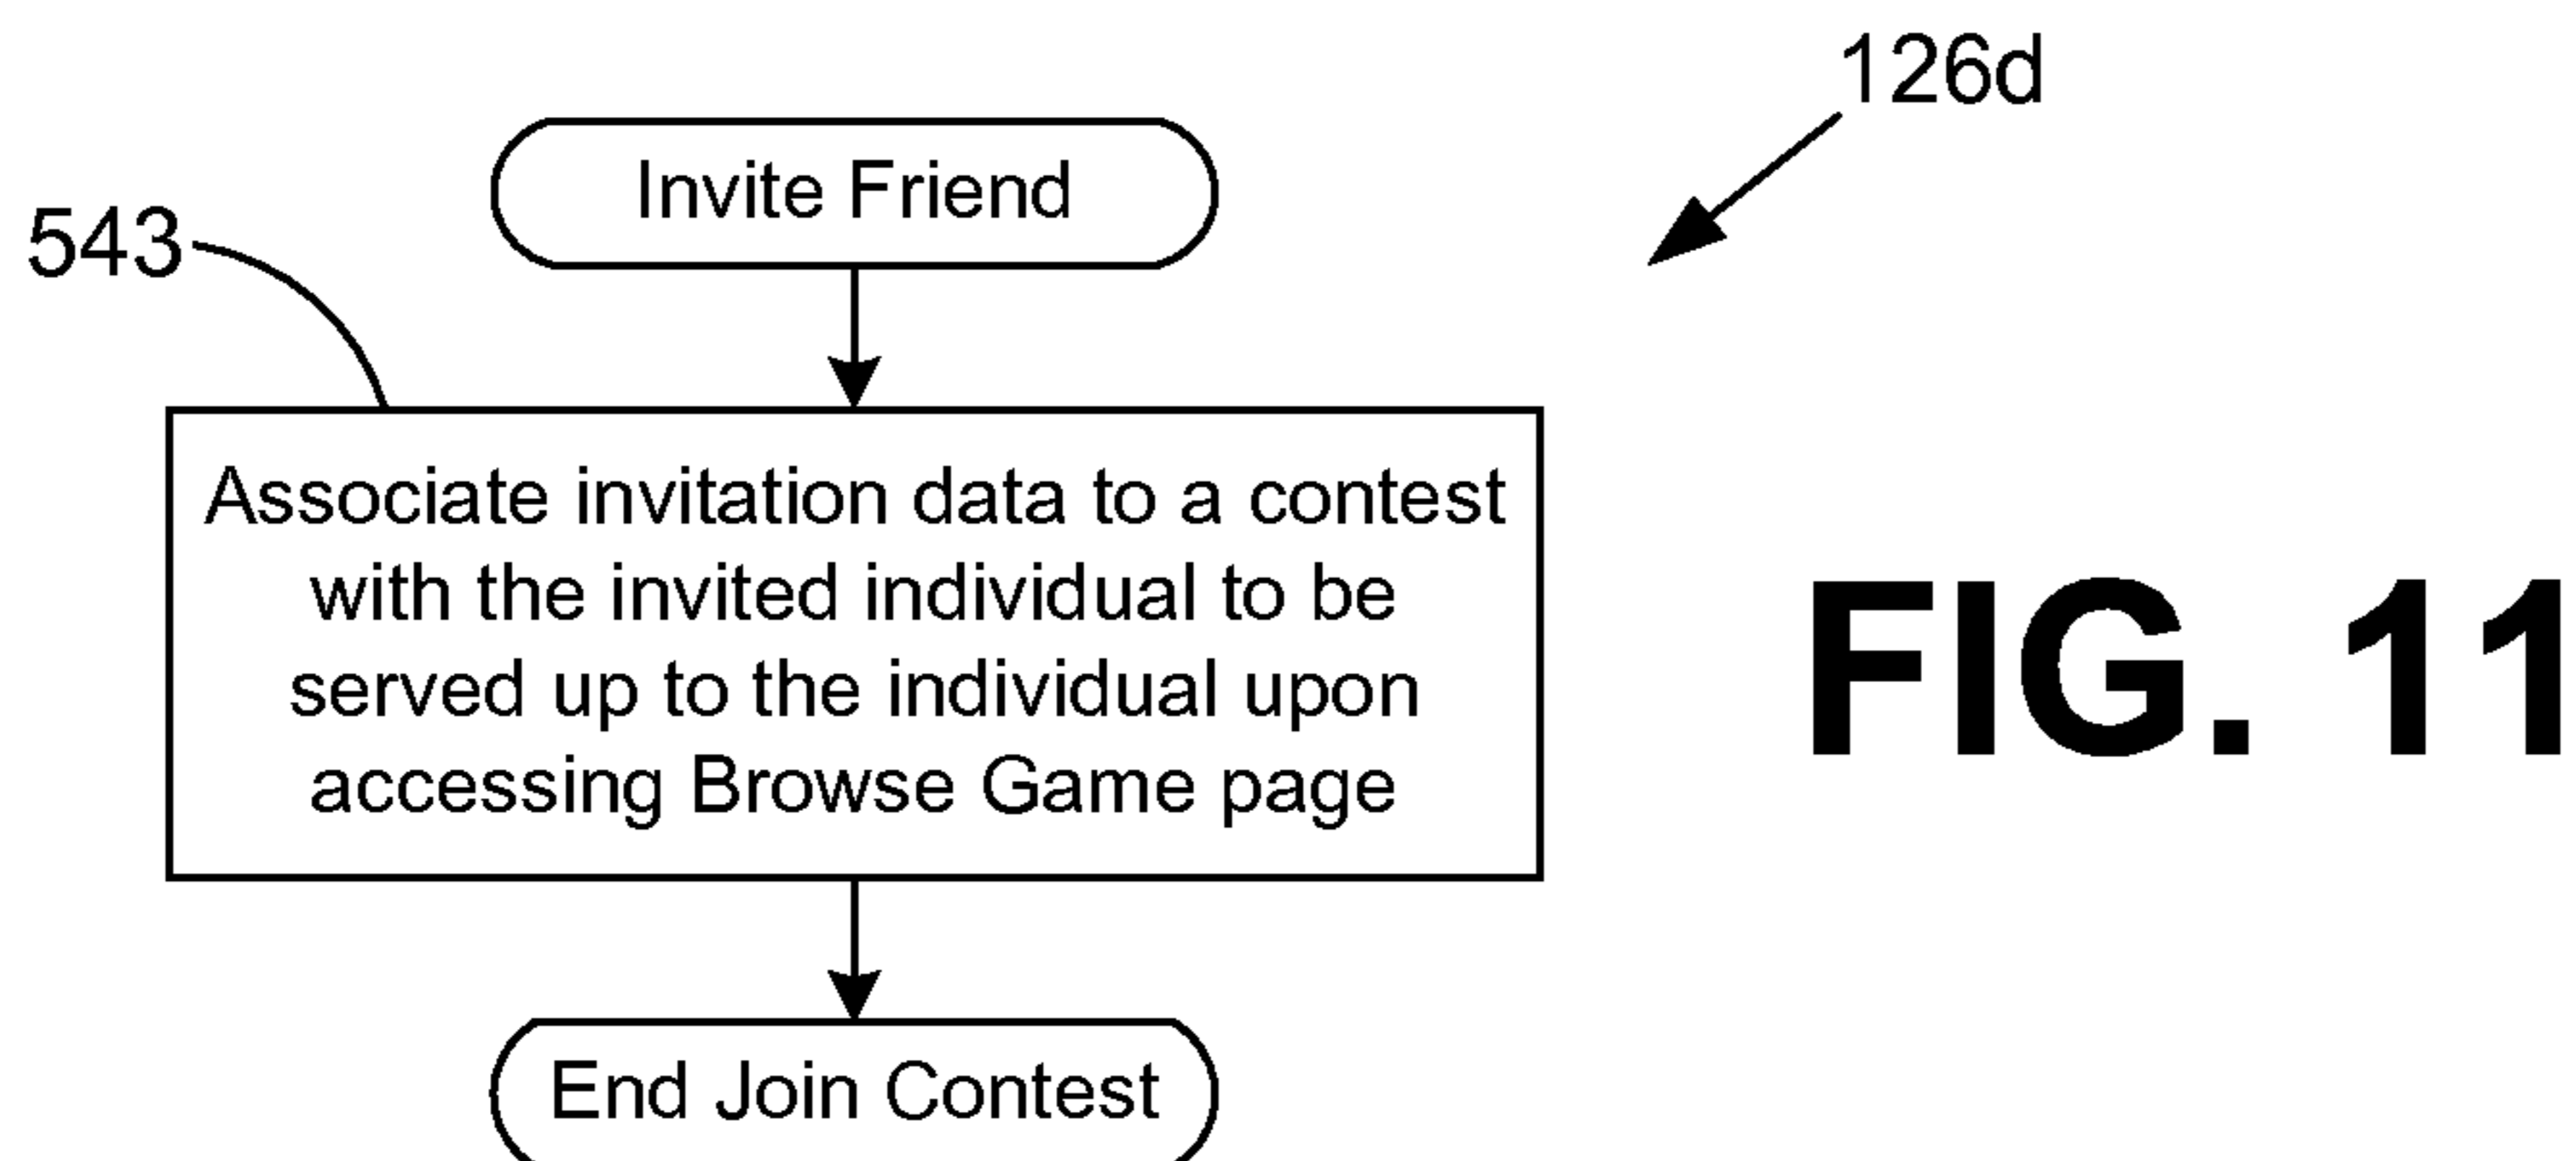 126d
Invite Friend
543
Associate invitation data to a contest
with the invited individual to be
served up to the individual upon
accessing Browse Game page
FIG. 11
End Join Contest